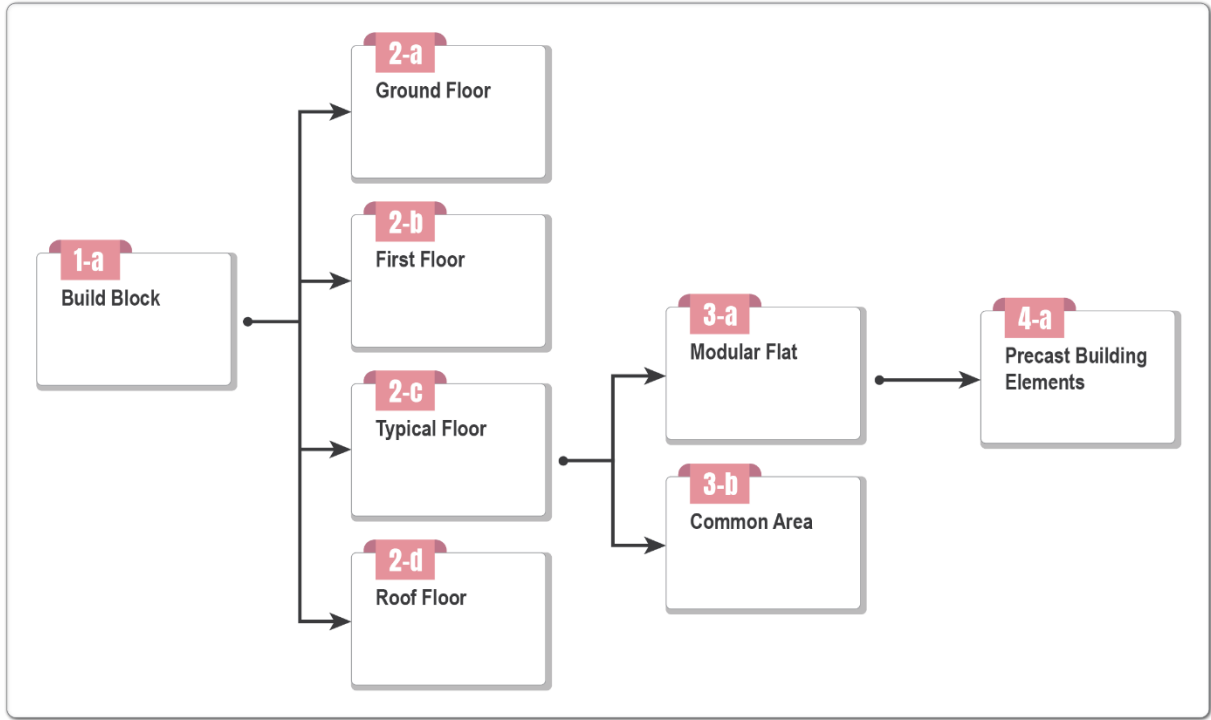 1-a
Build Block
2-a
Ground Floor
2-b
First Floor
2-c
Typical Floor
2-d
Roof Floor
3-a
Modular Flat
3-b
Common Area
4-a
Precast Building
Elements